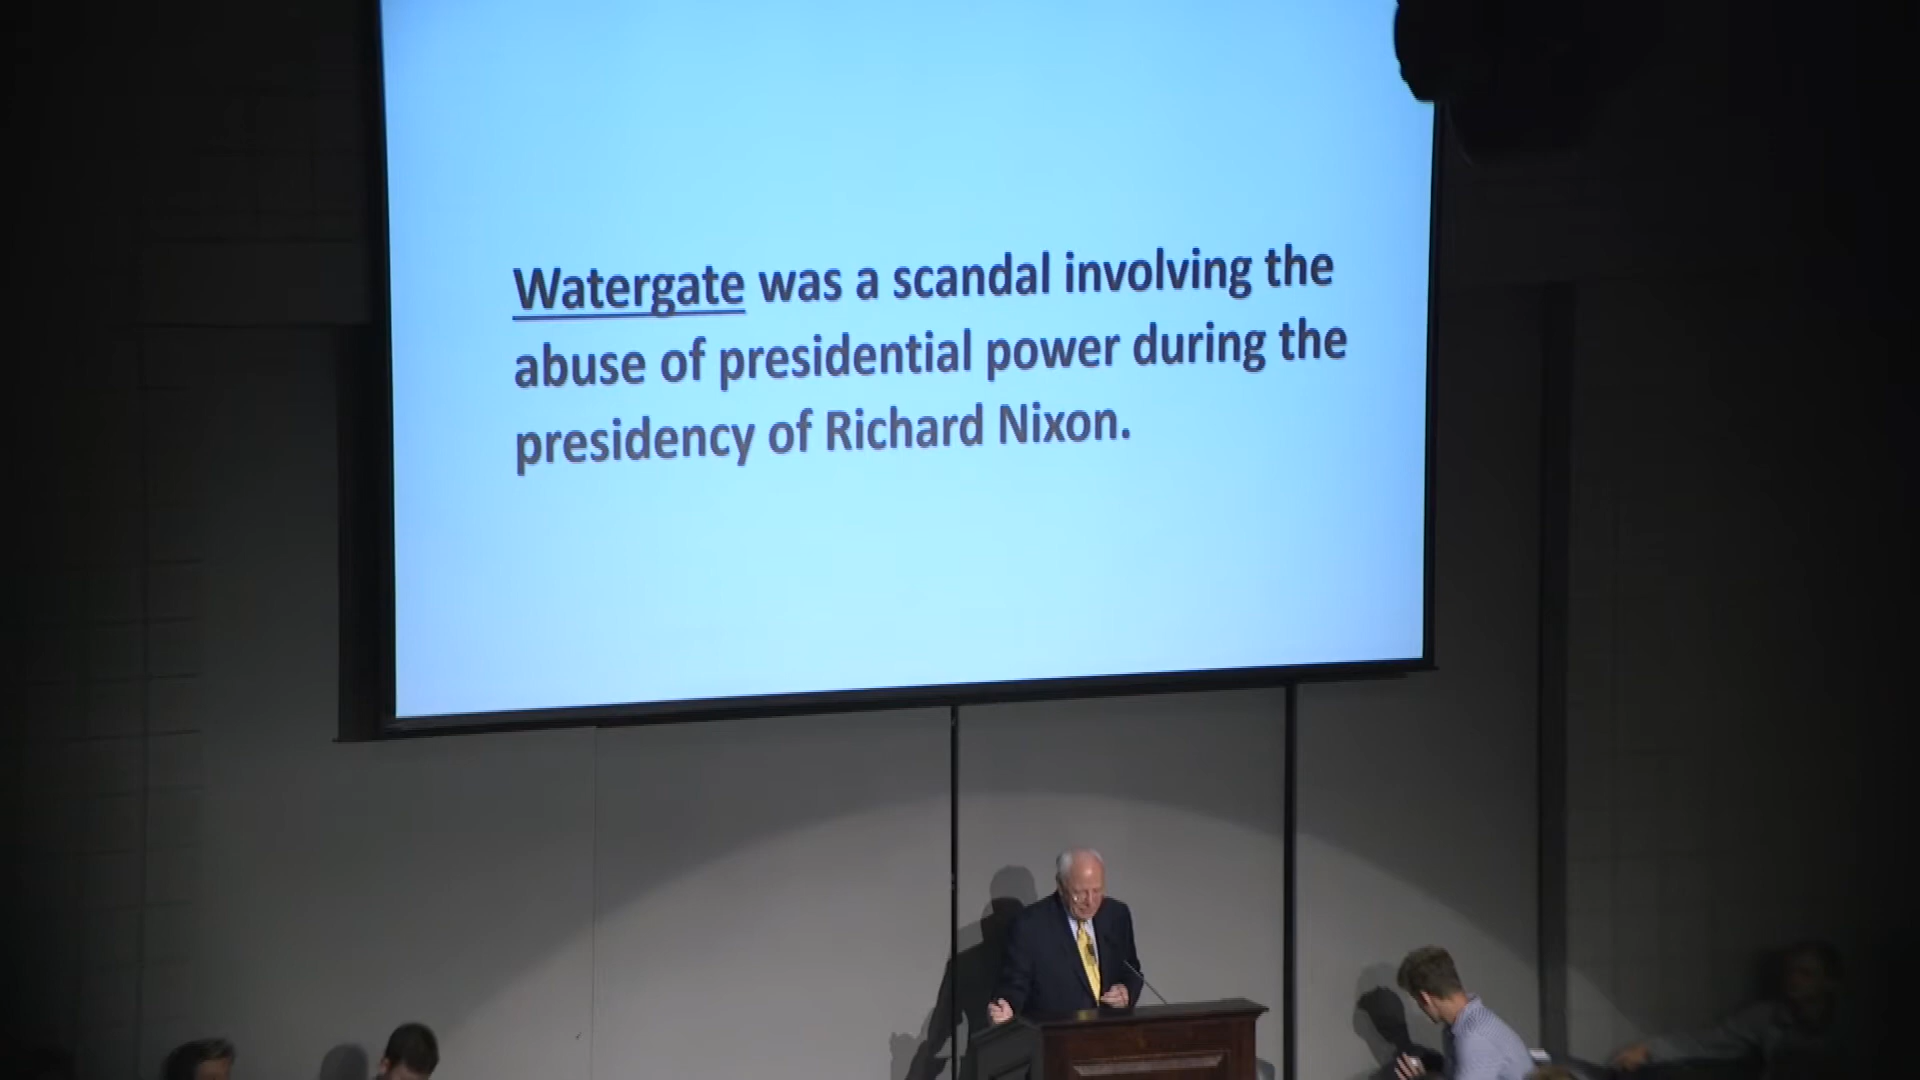 Watergate was a scandal involving the
abuse of presidential power during the
presidency of Richard Nixon.